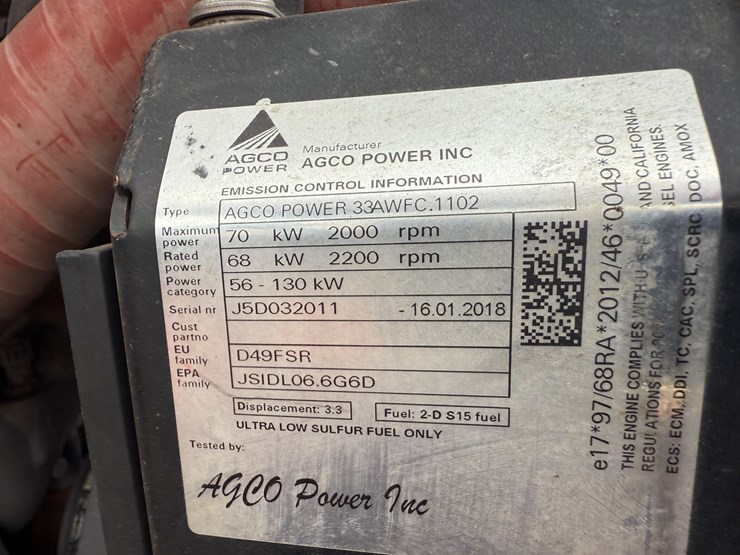 AGCO
POWER
Manufacturer
AGCO POWER INC
EMISSION CONTROL INFORMATION
Type AGCO POWER 33AWFC.1102
Maximum power 70 kW 2000 rpm
Rated power 68 kW 2200 rpm
Power category 56 - 130 kW
Serial nr J5D032011 - 16.01.2018
Cust partno
EU family D49FSR
EPA family JSIDL06.6G6D
Displacement: 3.3 Fuel: 2-D S15 fuel
ULTRA LOW SULFUR FUEL ONLY
Tested by:
AGCO Power Inc
e17*97/68RA*2012/46*0049*00
THIS ENGINE COMPLIES WITH U.S. AND CALIFORNIA
REGULATIONS FOR ENGINES.
ECS: ECM, DDI, TC, CAC, SPL, SCRC, DOC, AMOX